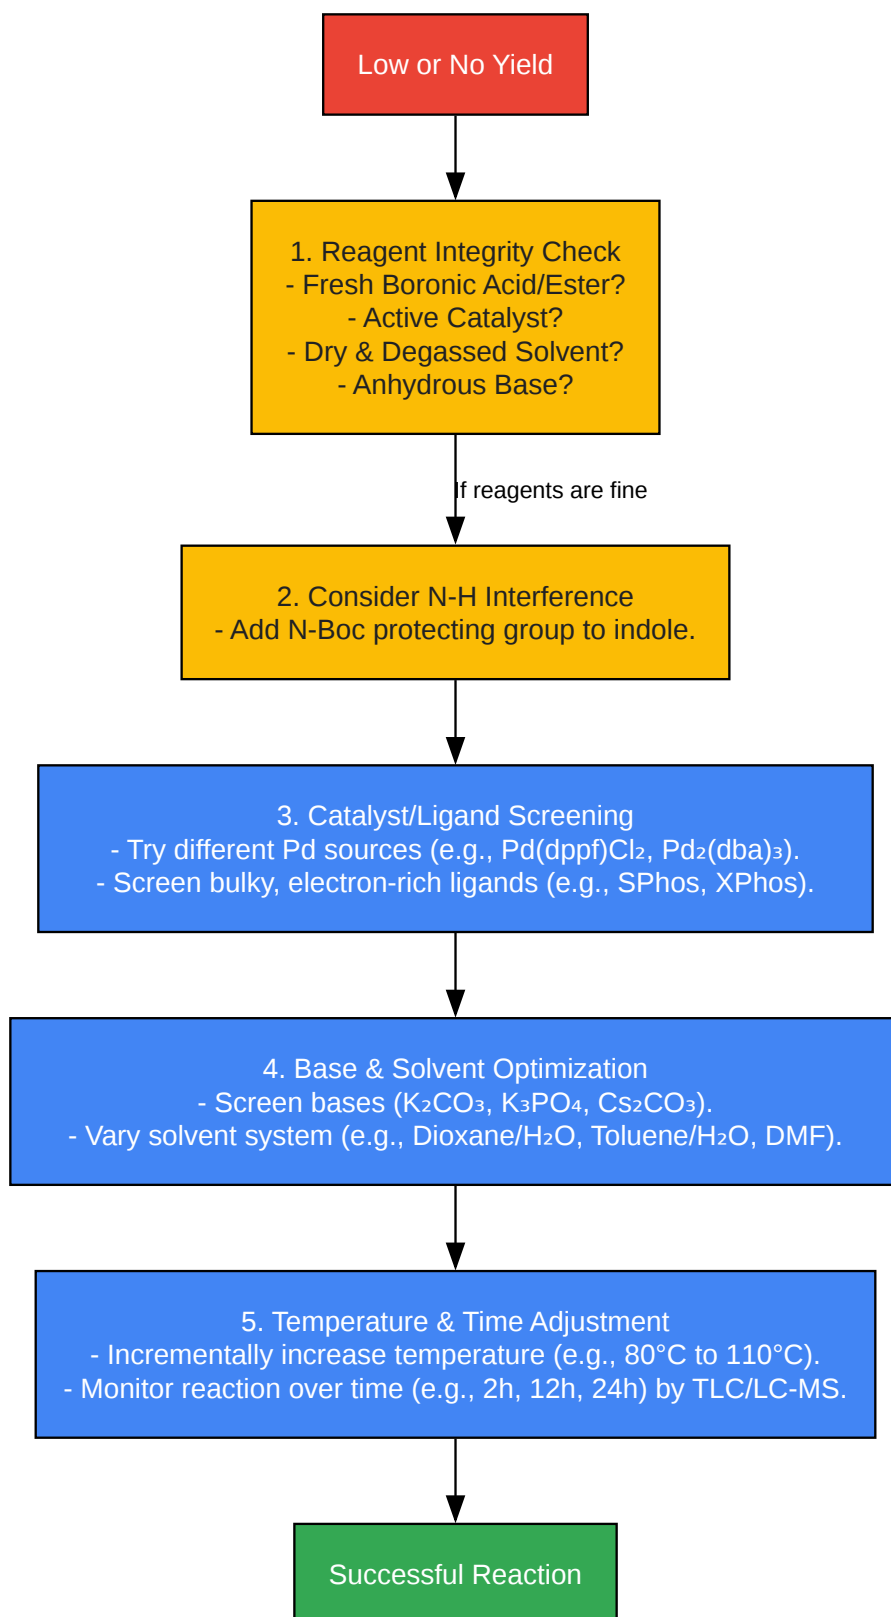 Low or No Yield
1. Reagent Integrity Check
- Fresh Boronic Acid/Ester?
- Active Catalyst?
- Dry & Degassed Solvent?
- Anhydrous Base?
If reagents are fine
2. Consider N-H Interference
- Add N-Boc protecting group to indole.
3. Catalyst/Ligand Screening
- Try different Pd sources (e.g., Pd(dppf)Cl₂, Pd₂(dba)₃).
- Screen bulky, electron-rich ligands (e.g., SPhos, XPhos).
4. Base & Solvent Optimization
- Screen bases (K₂CO₃, K₃PO₄, Cs₂CO₃).
- Vary solvent system (e.g., Dioxane/H₂O, Toluene/H₂O, DMF).
5. Temperature & Time Adjustment
- Incrementally increase temperature (e.g., 80°C to 110°C).
- Monitor reaction over time (e.g., 2h, 12h, 24h) by TLC/LC-MS.
Successful Reaction